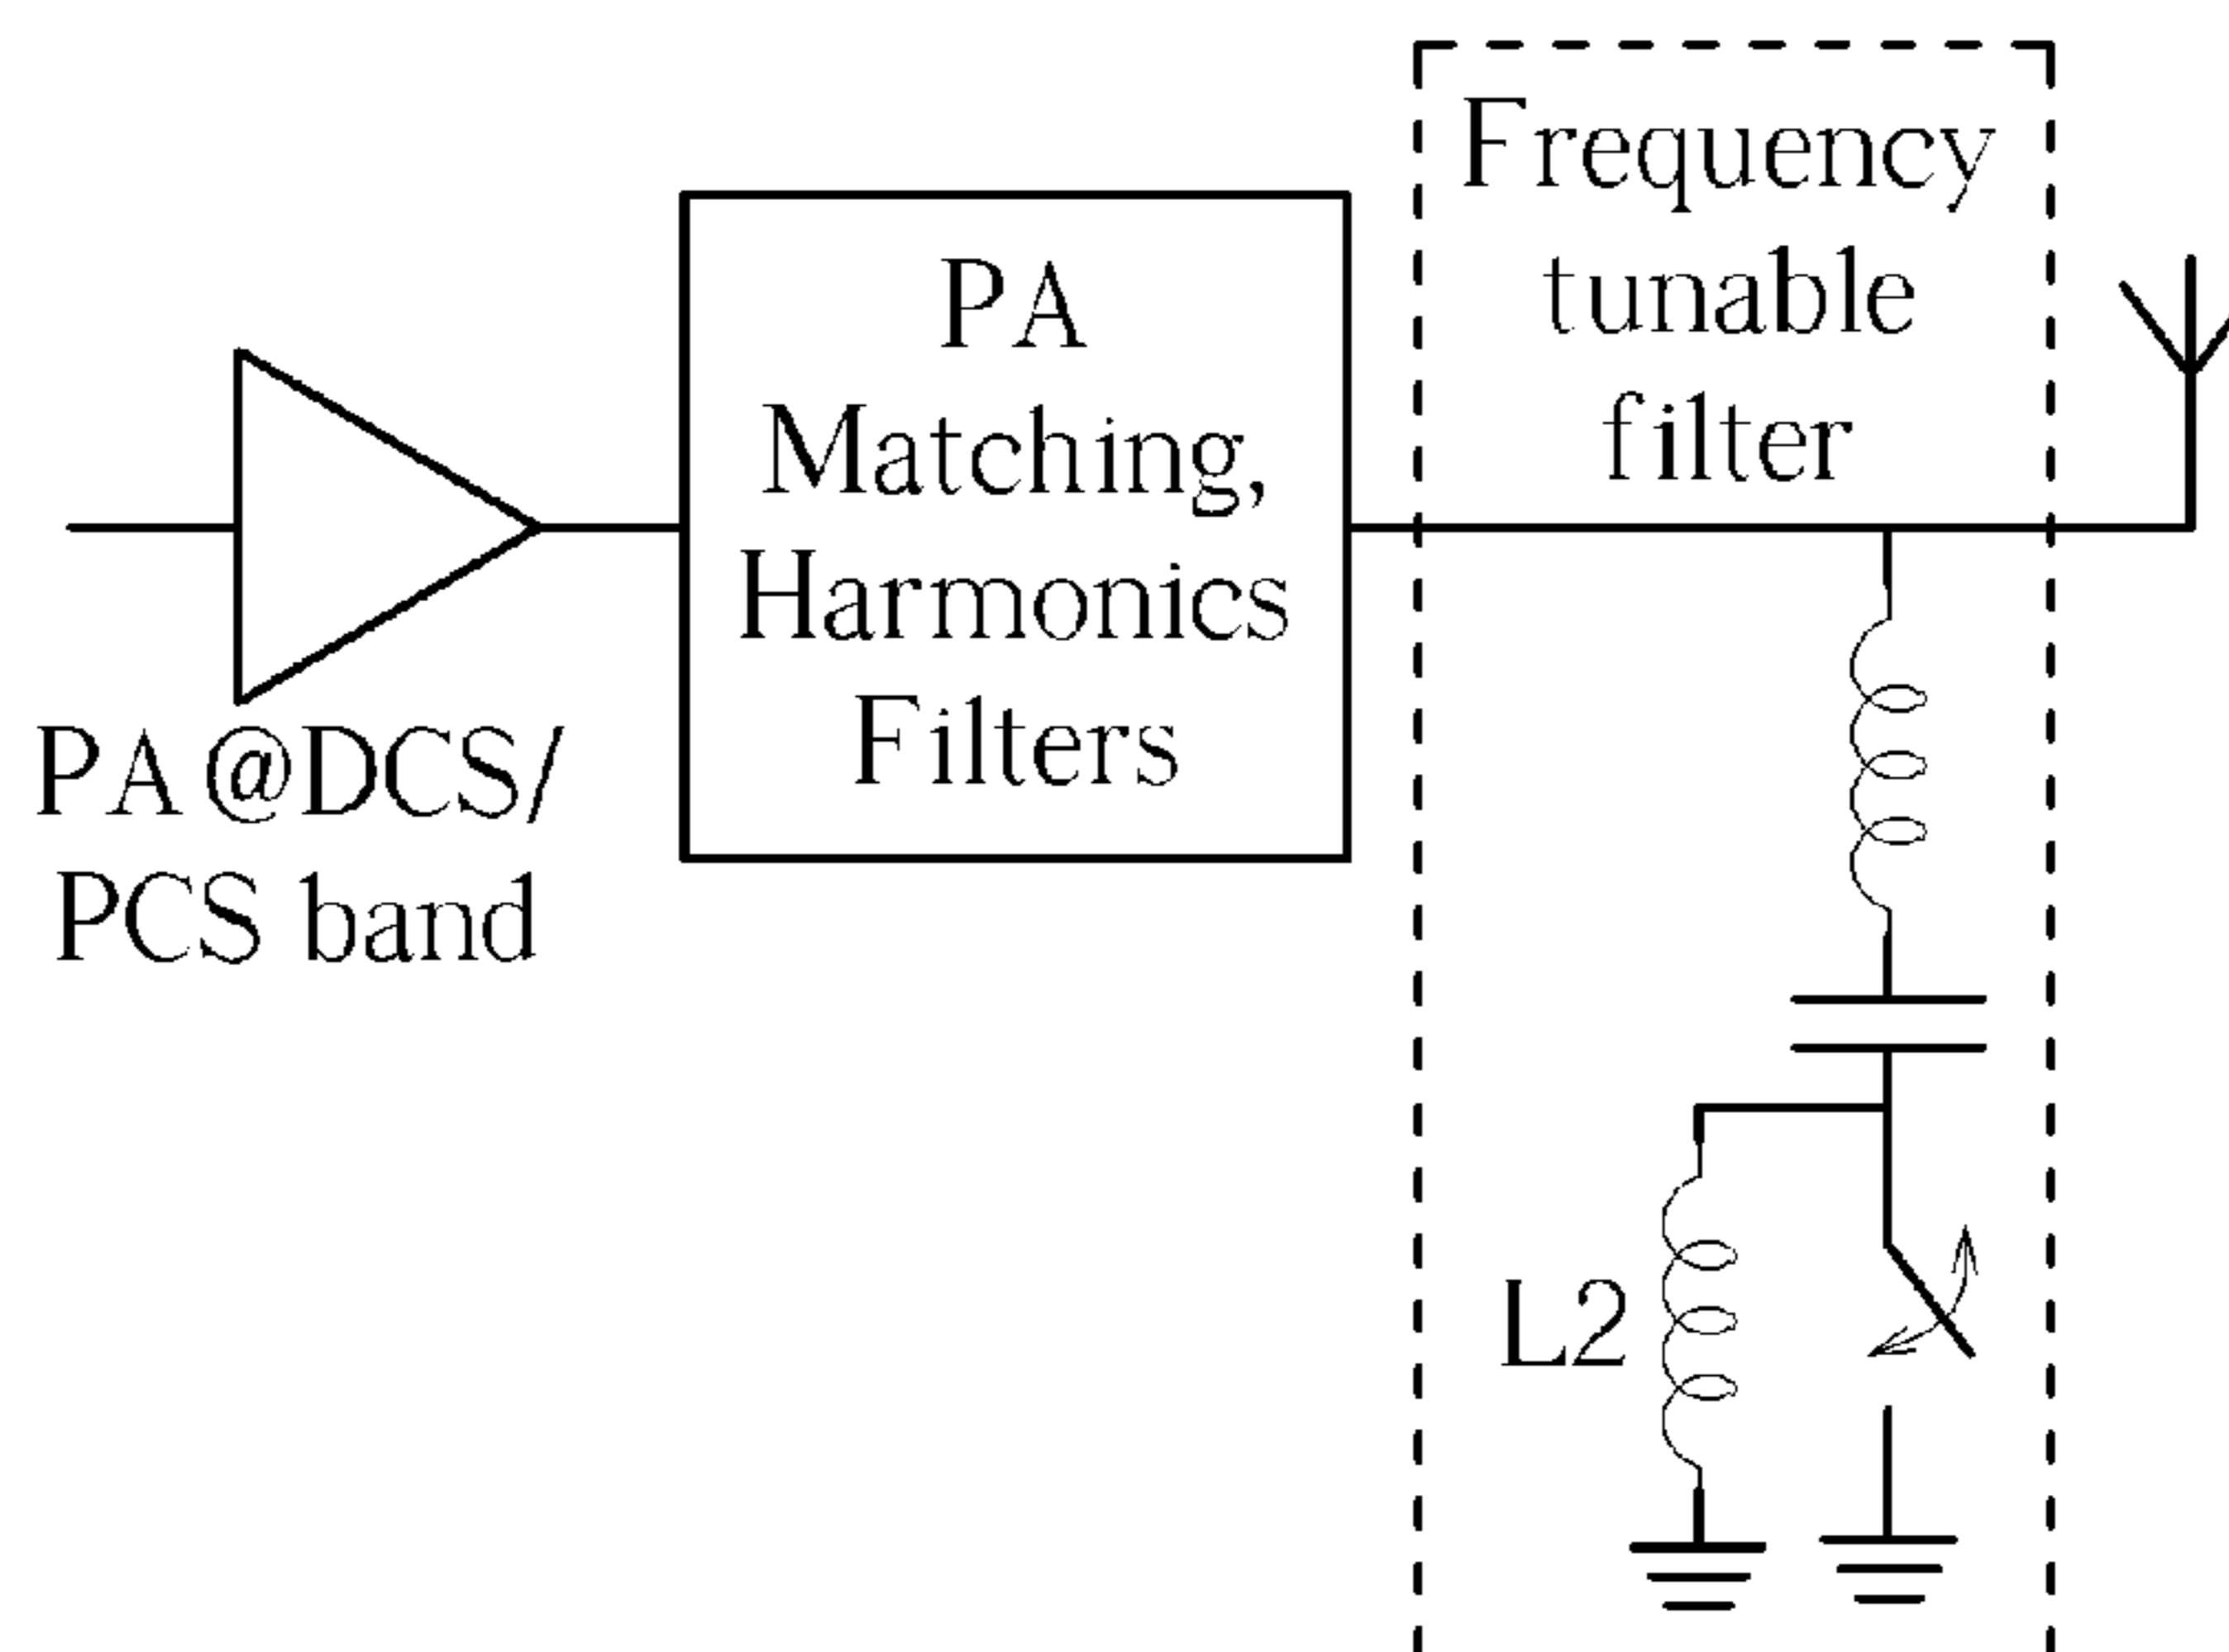 Frequency
tunable
filter
PA
Matching,
Harmonics
Filters
PA@DCS/
PCS band
L2